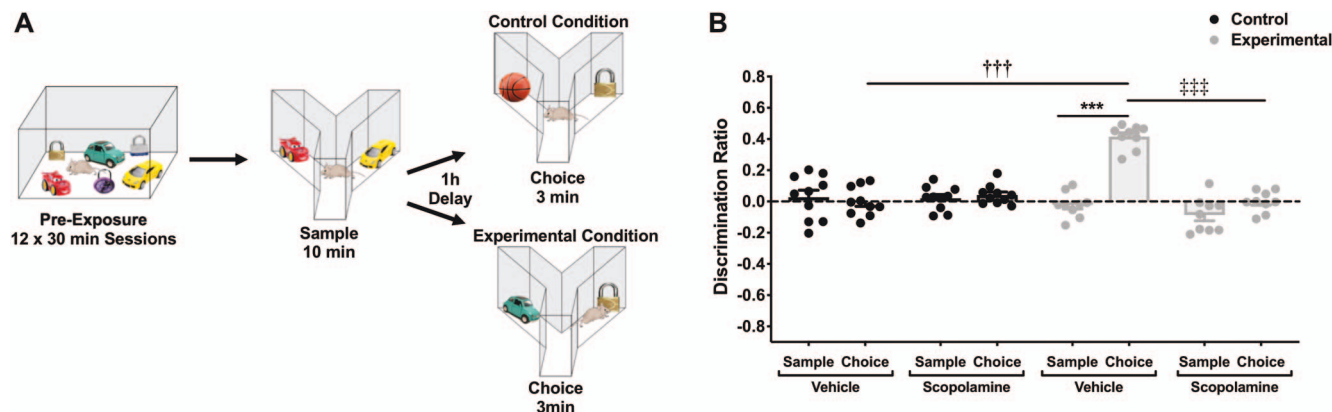 A
Pre-Exposure
12 x 30 min Sessions
Sample
10 min
1h
Delay
Control Condition
Choice
3 min
Experimental Condition
Choice
3min
B
Control
Experimental
Discrimination Ratio
0.8
0.6
0.4
0.2
0.0
-0.2
-0.4
-0.6
-0.8
†††
***
‡‡‡
Sample Choice Sample Choice Sample Choice Sample Choice
Vehicle Scopolamine Vehicle Scopolamine